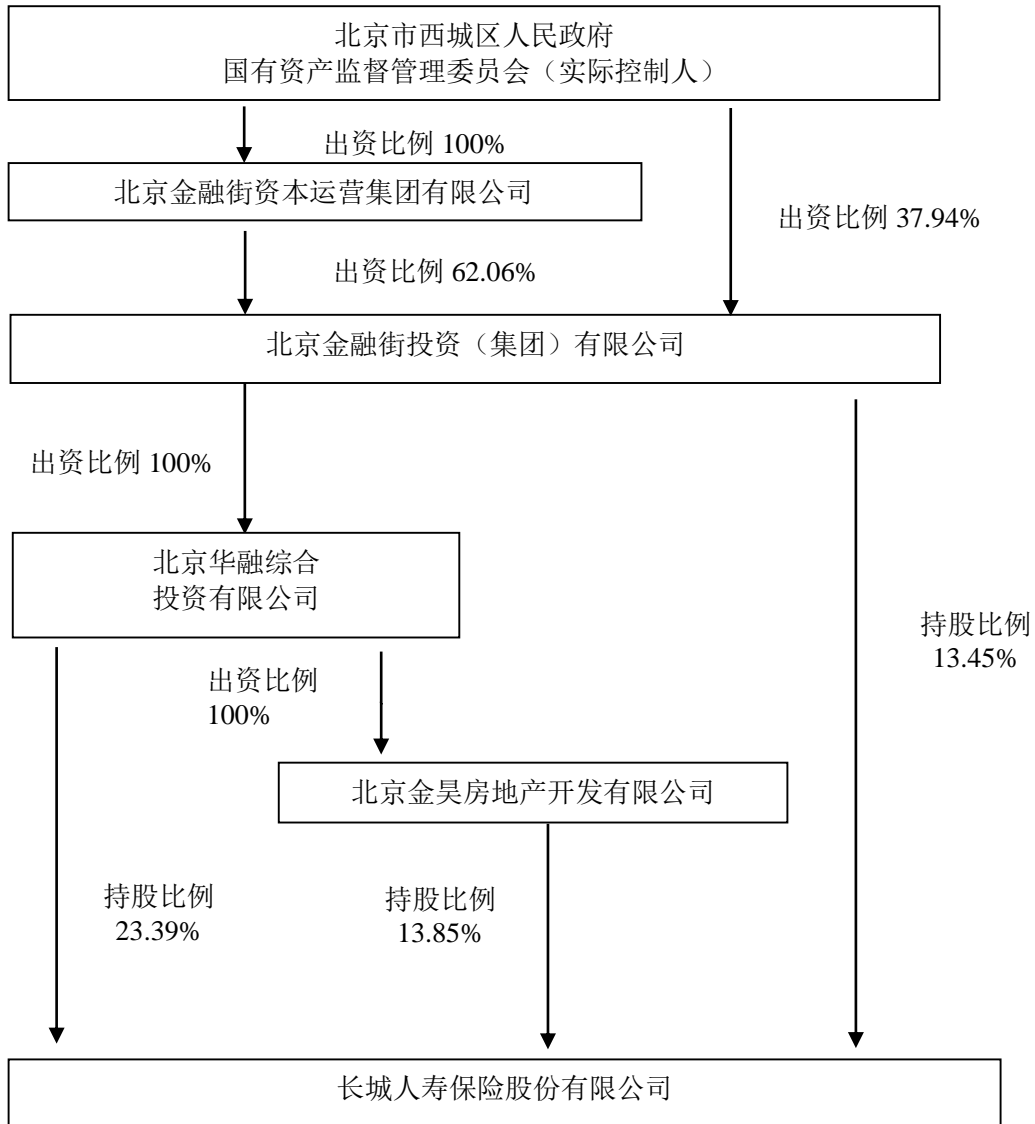 北京市西城区人民政府
国有资产监督管理委员会（实际控制人）
出资比例 100%
北京金融街资本运营集团有限公司
出资比例 37.94%
出资比例 62.06%
北京金融街投资（集团）有限公司
出资比例 100%
北京华融综合
投资有限公司
持股比例
13.45%
出资比例
100%
北京金昊房地产开发有限公司
持股比例
23.39%
持股比例
13.85%
长城人寿保险股份有限公司